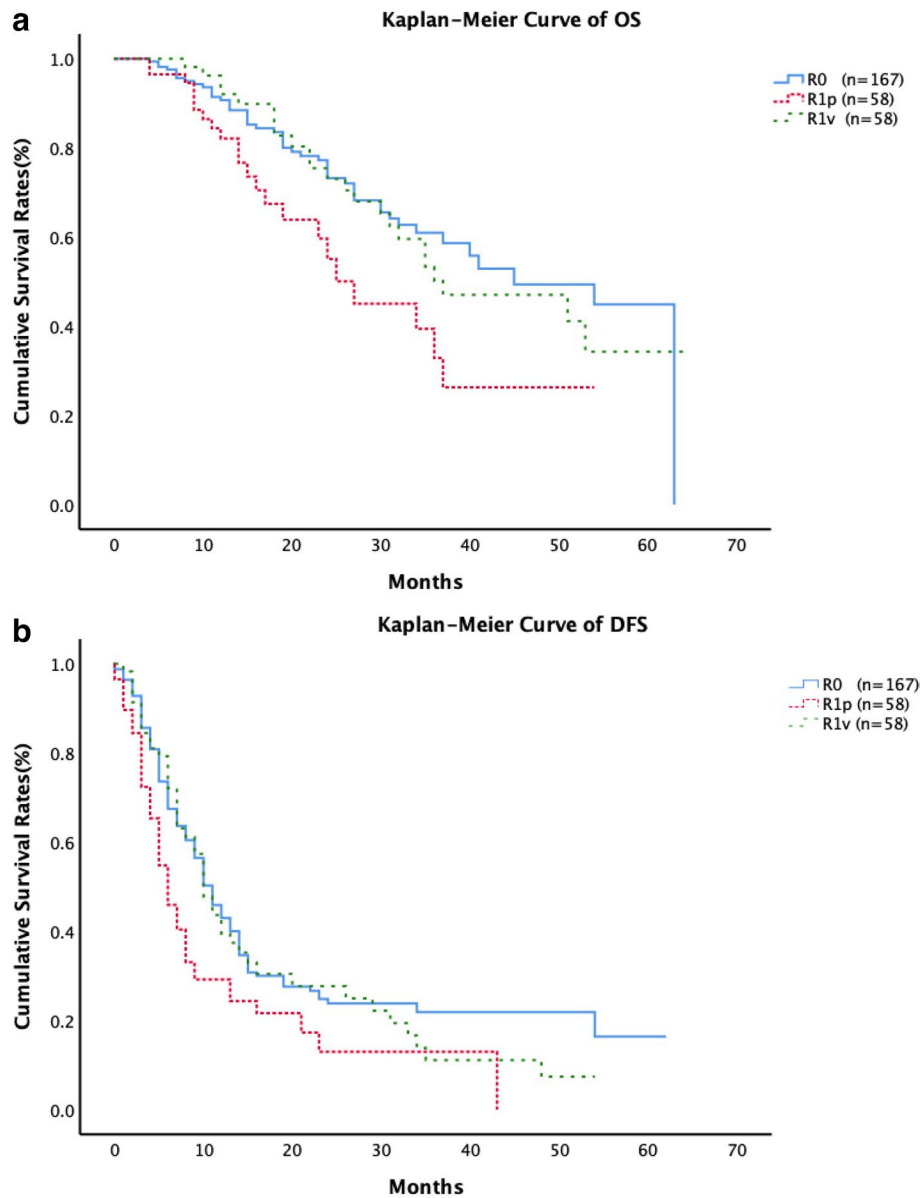 a
Kaplan-Meier Curve of OS
Cumulative Survival Rates(%)
1.0
0.8
0.6
0.4
0.2
0.0
R0 (n=167)
R1p (n=58)
R1v (n=58)
0 10 20 30 40 50 60 70
Months
b
Kaplan-Meier Curve of DFS
Cumulative Survival Rates(%)
1.0
0.8
0.6
0.4
0.2
0.0
R0 (n=167)
R1p (n=58)
R1v (n=58)
0 10 20 30 40 50 60 70
Months